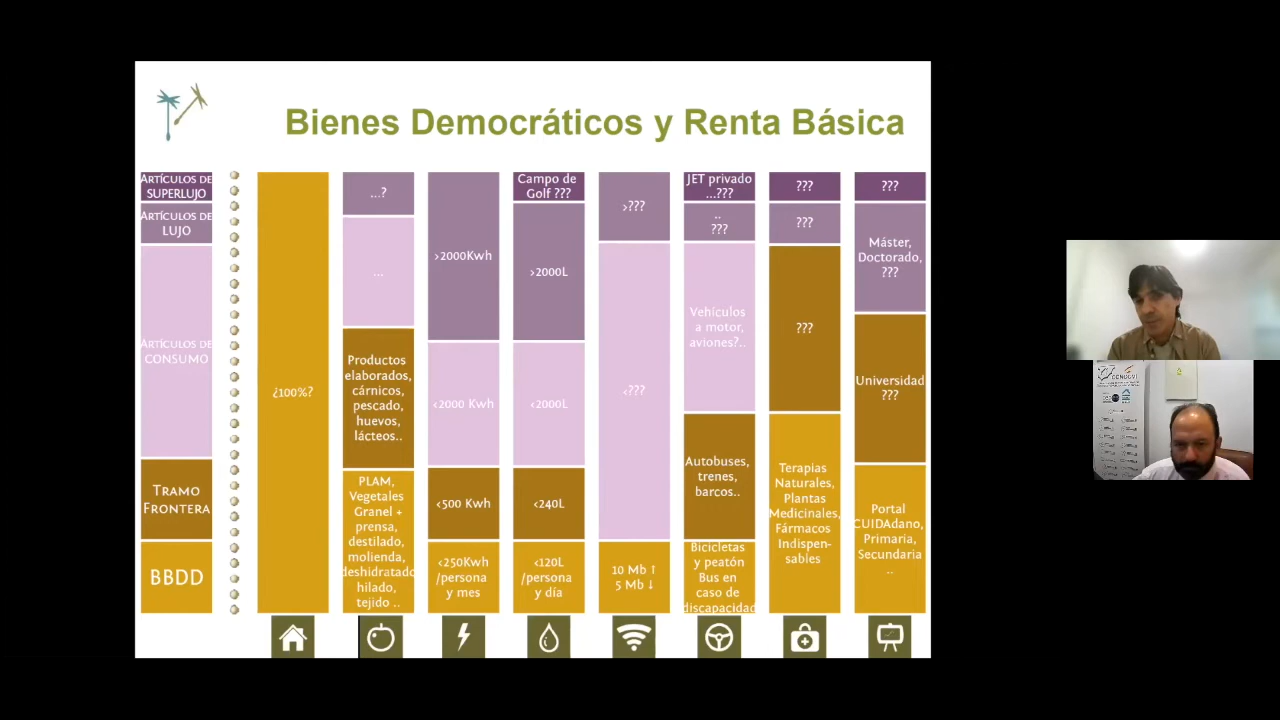 Bienes Democráticos y Renta Básica
ARTÍCULOS DE
SUPERLUJO
ARTÍCULOS DE
LUJO
ARTÍCULOS DE
CONSUMO
TRAMO
FRONTERA
BBDD
¿100%?
...?
...
Productos
elaborados,
cárnicos,
pescado,
huevos,
lácteos..
PLAM,
Vegetales
Granel +
prensa,
destilado,
molienda,
deshidratado
hilado,
tejido ..
>2000Kwh
<2000 Kwh
<500 Kwh
<250Kwh
/persona
y mes
Campo de
Golf ???
>2000L
<2000L
<240L
<120L
/persona
y día
>???
<???
10 Mb ↑
5 Mb ↓
JET privado
...???
..
???
Vehículos
a motor,
aviones?..
Autobuses,
trenes,
barcos..
Bicicletas
y peatón
Bus en
caso de
discapacidad
???
???
???
Terapias
Naturales,
Plantas
Medicinales,
Fármacos
Indispen-
sables
???
Máster,
Doctorado,
???
Universidad
???
Portal
CUIDAdano,
Primaria,
Secundaria
..